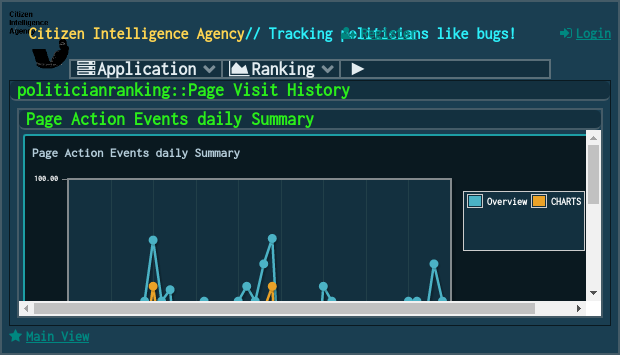 Citizen
Intelligence
Agency
Citizen Intelligence Agency// Tracking politicians like bugs!
Login
Application
Ranking
politicianranking::Page Visit History
Page Action Events daily Summary
Page Action Events daily Summary
100.00
Overview
CHARTS
Main View